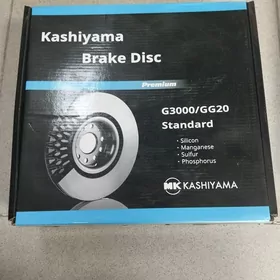 Kashiyama
Brake Disc
Premium
G3000/GG20
Standard
• Silicon
• Manganese
• Sulfur
• Phosphorus
MK KASHIYAMA